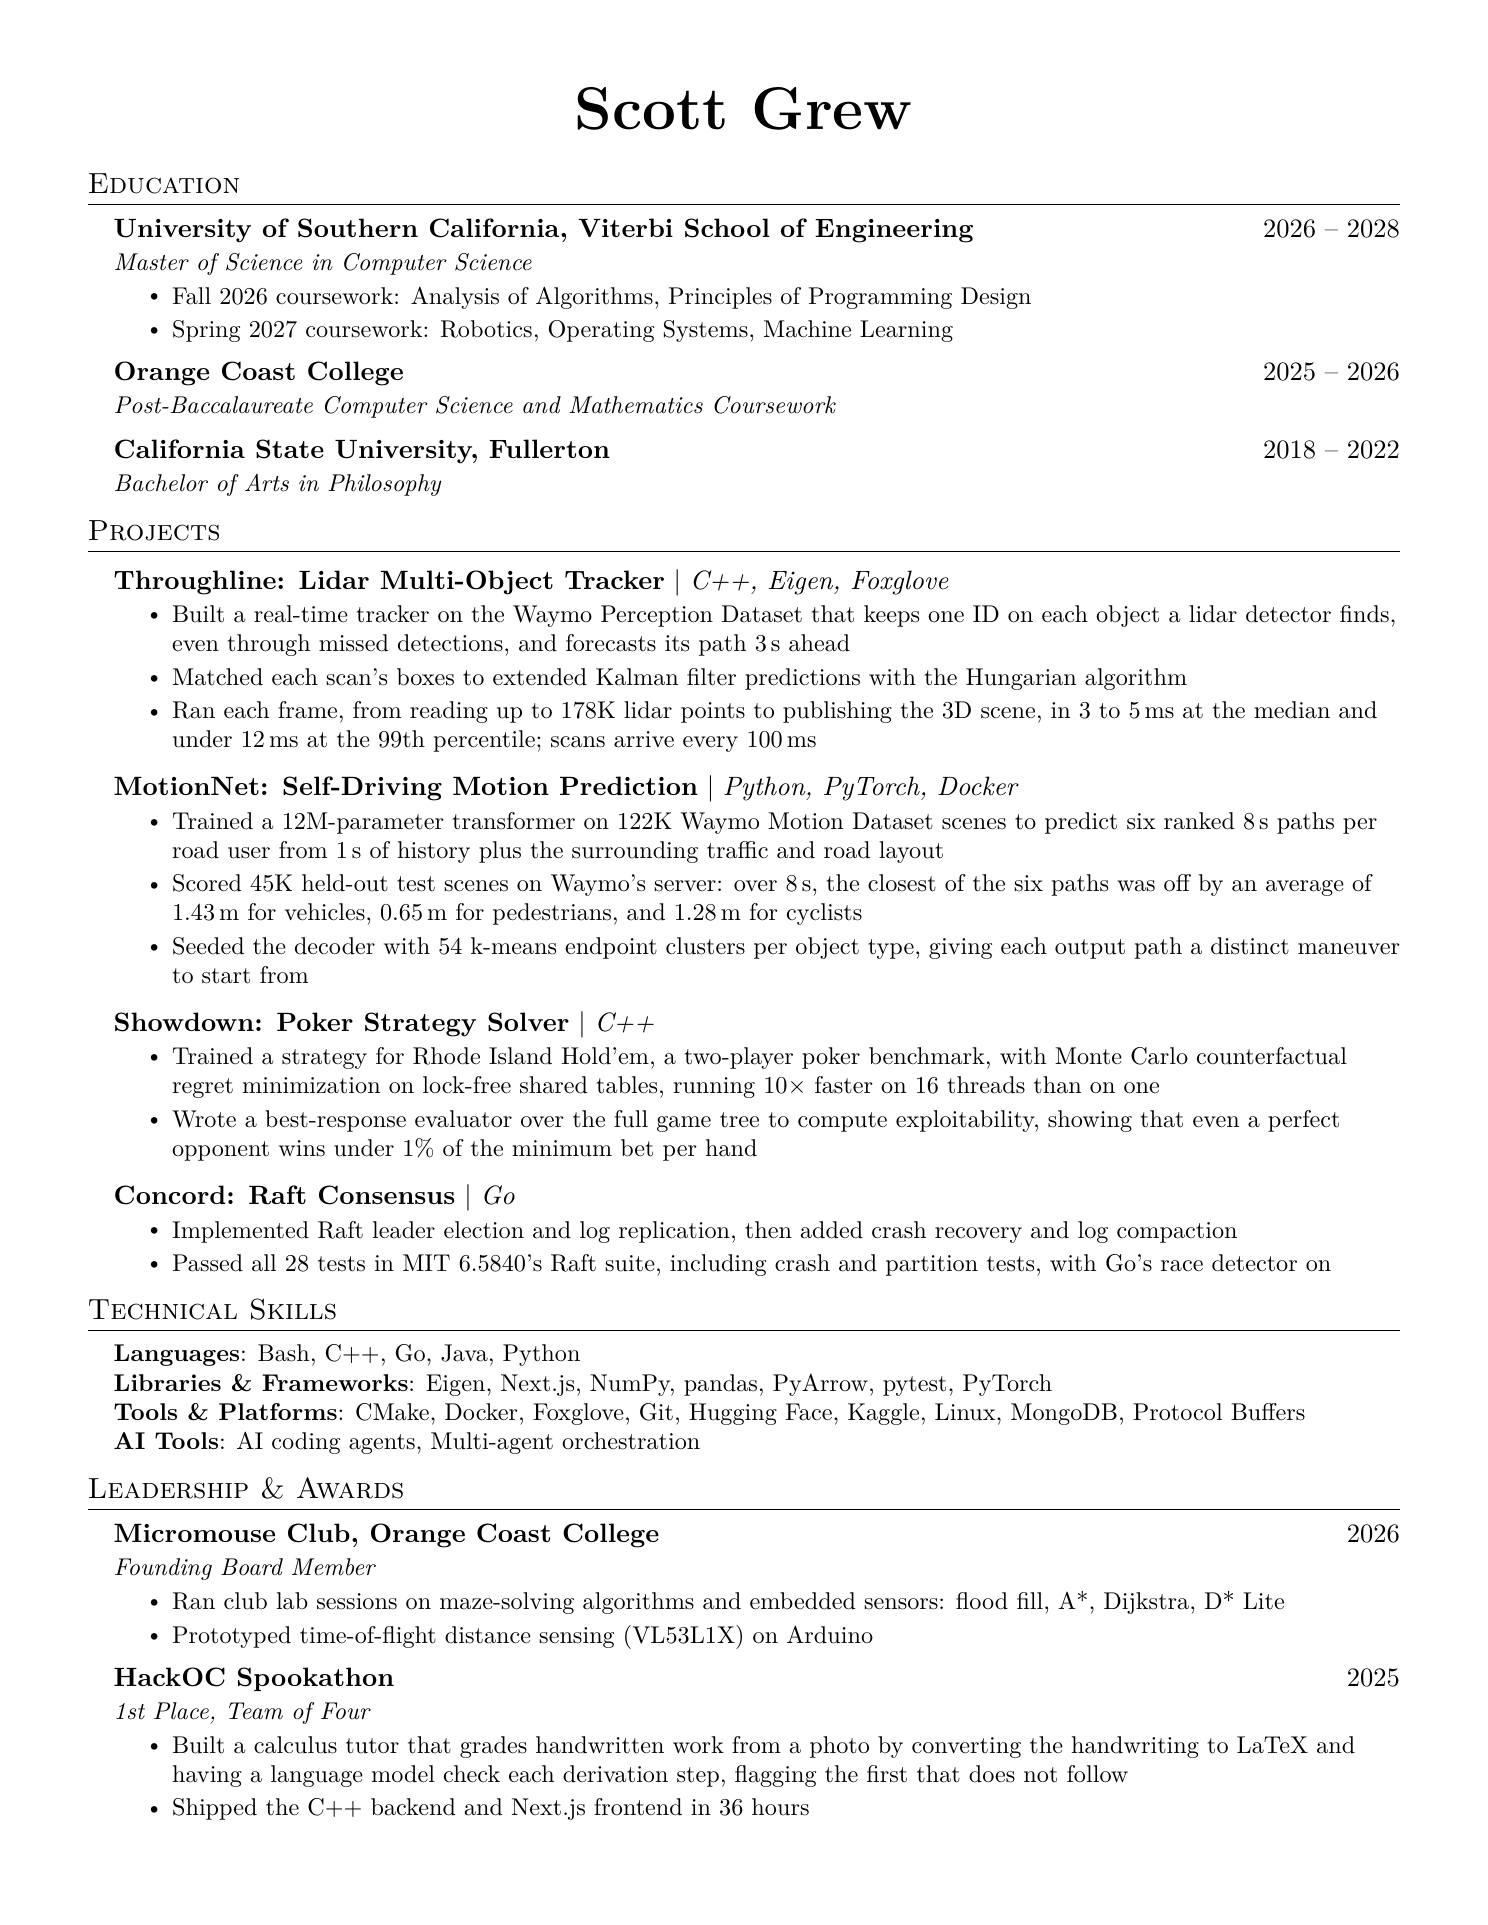 Scott Grew
Education
University of Southern California, Viterbi School of Engineering 2026 – 2028
Master of Science in Computer Science
• Fall 2026 coursework: Analysis of Algorithms, Principles of Programming Design
• Spring 2027 coursework: Robotics, Operating Systems, Machine Learning
Orange Coast College 2025 – 2026
Post-Baccalaureate Computer Science and Mathematics Coursework
California State University, Fullerton 2018 – 2022
Bachelor of Arts in Philosophy
Projects
Throughline: Lidar Multi-Object Tracker | C++, Eigen, Foxglove
• Built a real-time tracker on the Waymo Perception Dataset that keeps one ID on each object a lidar detector finds,
even through missed detections, and forecasts its path 3 s ahead
• Matched each scan's boxes to extended Kalman filter predictions with the Hungarian algorithm
• Ran each frame, from reading up to 178K lidar points to publishing the 3D scene, in 3 to 5 ms at the median and
under 12 ms at the 99th percentile; scans arrive every 100 ms
MotionNet: Self-Driving Motion Prediction | Python, PyTorch, Docker
• Trained a 12M-parameter transformer on 122K Waymo Motion Dataset scenes to predict six ranked 8 s paths per
road user from 1 s of history plus the surrounding traffic and road layout
• Scored 45K held-out test scenes on Waymo's server: over 8 s, the closest of the six paths was off by an average of
1.43 m for vehicles, 0.65 m for pedestrians, and 1.28 m for cyclists
• Seeded the decoder with 54 k-means endpoint clusters per object type, giving each output path a distinct maneuver
to start from
Showdown: Poker Strategy Solver | C++
• Trained a strategy for Rhode Island Hold'em, a two-player poker benchmark, with Monte Carlo counterfactual
regret minimization on lock-free shared tables, running 10× faster on 16 threads than on one
• Wrote a best-response evaluator over the full game tree to compute exploitability, showing that even a perfect
opponent wins under 1% of the minimum bet per hand
Concord: Raft Consensus | Go
• Implemented Raft leader election and log replication, then added crash recovery and log compaction
• Passed all 28 tests in MIT 6.5840's Raft suite, including crash and partition tests, with Go's race detector on
Technical Skills
Languages: Bash, C++, Go, Java, Python
Libraries & Frameworks: Eigen, Next.js, NumPy, pandas, PyArrow, pytest, PyTorch
Tools & Platforms: CMake, Docker, Foxglove, Git, Hugging Face, Kaggle, Linux, MongoDB, Protocol Buffers
AI Tools: AI coding agents, Multi-agent orchestration
Leadership & Awards
Micromouse Club, Orange Coast College 2026
Founding Board Member
• Ran club lab sessions on maze-solving algorithms and embedded sensors: flood fill, A*, Dijkstra, D* Lite
• Prototyped time-of-flight distance sensing (VL53L1X) on Arduino
HackOC Spookathon 2025
1st Place, Team of Four
• Built a calculus tutor that grades handwritten work from a photo by converting the handwriting to LaTeX and
having a language model check each derivation step, flagging the first that does not follow
• Shipped the C++ backend and Next.js frontend in 36 hours